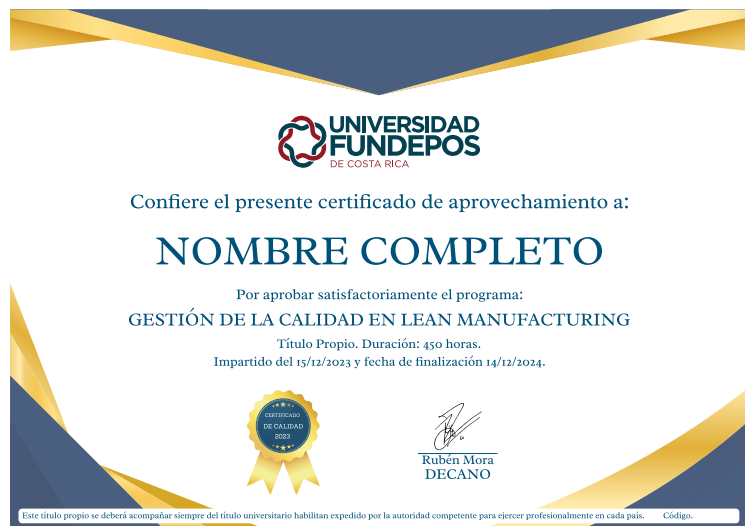 UNIVERSIDAD
FUNDEPOS
DE COSTA RICA
Confiere el presente certificado de aprovechamiento a:
NOMBRE COMPLETO
Por aprobar satisfactoriamente el programa:
GESTIÓN DE LA CALIDAD EN LEAN MANUFACTURING
Título Propio. Duración: 450 horas.
Impartido del 15/12/2023 y fecha de finalización 14/12/2024.
CERTIFICADO
DE CALIDAD
2023
Rubén Mora
DECANO
Este título propio se deberá acompañar siempre del título universitario habilitan expedido por la autoridad competente para ejercer profesionalmente en cada país. Código.